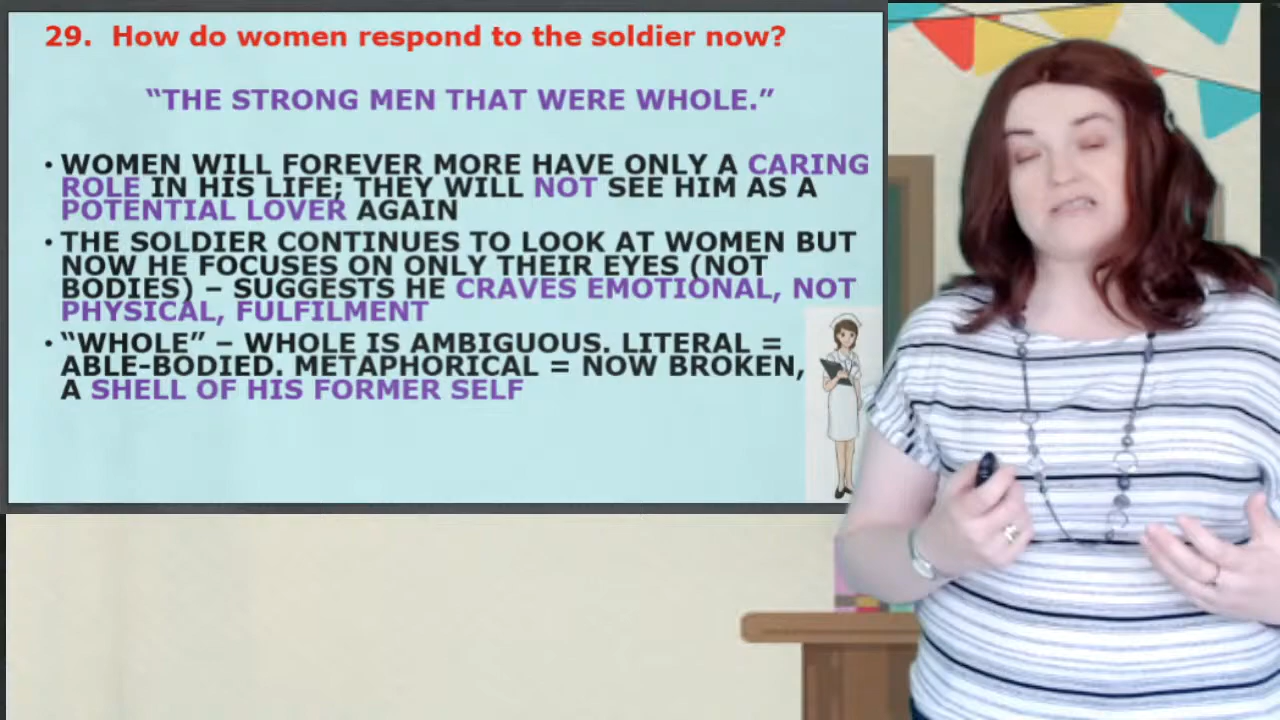 29. How do women respond to the soldier now?
“THE STRONG MEN THAT WERE WHOLE.”
• WOMEN WILL FOREVER MORE HAVE ONLY A CARING
ROLE IN HIS LIFE; THEY WILL NOT SEE HIM AS A
POTENTIAL LOVER AGAIN
• THE SOLDIER CONTINUES TO LOOK AT WOMEN BUT
NOW HE FOCUSES ON ONLY THEIR EYES (NOT
BODIES) – SUGGESTS HE CRAVES EMOTIONAL, NOT
PHYSICAL, FULFILMENT
• “WHOLE” – WHOLE IS AMBIGUOUS. LITERAL =
ABLE-BODIED. METAPHORICAL = NOW BROKEN,
A SHELL OF HIS FORMER SELF